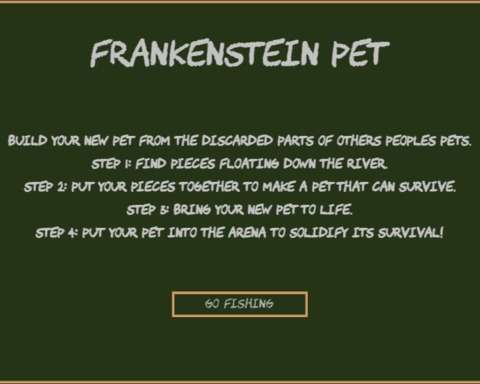 FRANKENSTEIN PET
BUILD YOUR NEW PET FROM THE DISCARDED PARTS OF OTHERS PEOPLES PETS.
STEP 1: FIND PIECES FLOATING DOWN THE RIVER.
STEP 2: PUT YOUR PIECES TOGETHER TO MAKE A PET THAT CAN SURVIVE.
STEP 3: BRING YOUR NEW PET TO LIFE.
STEP 4: PUT YOUR PET INTO THE ARENA TO SOLIDIFY ITS SURVIVAL!
GO FISHING